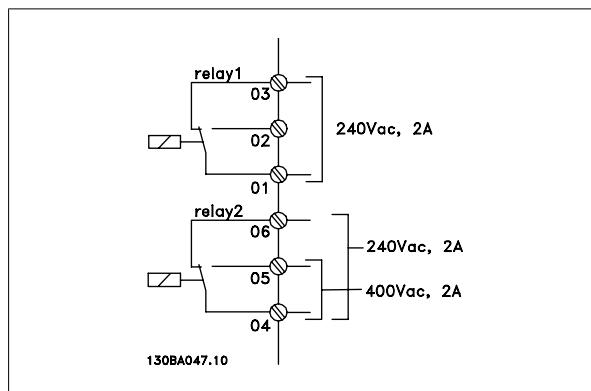 relay1
03
02
240Vac, 2A
01
relay2
06
240Vac, 2A
05
400Vac, 2A
04
130BA047.10